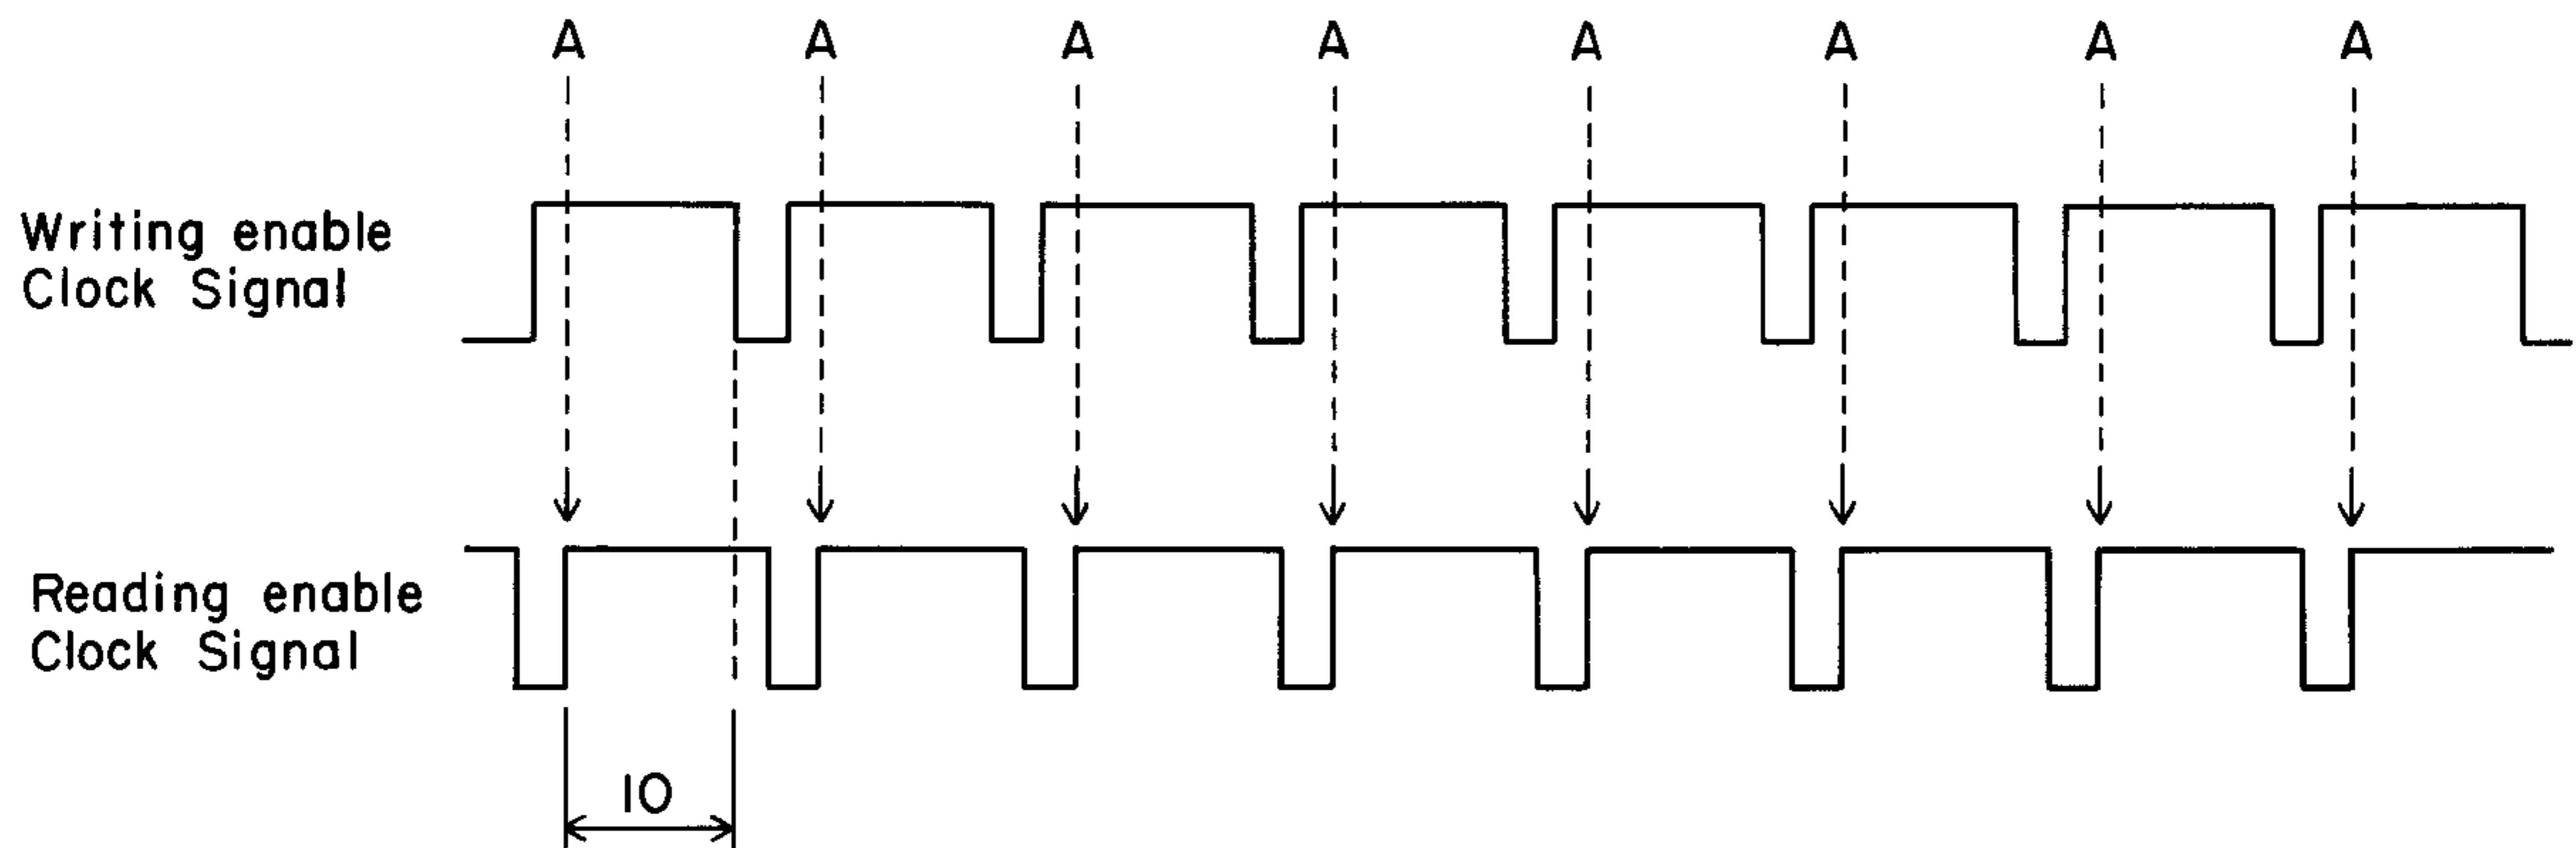 A A A A A A A A
Writing enable
Clock Signal
Reading enable
Clock Signal
10